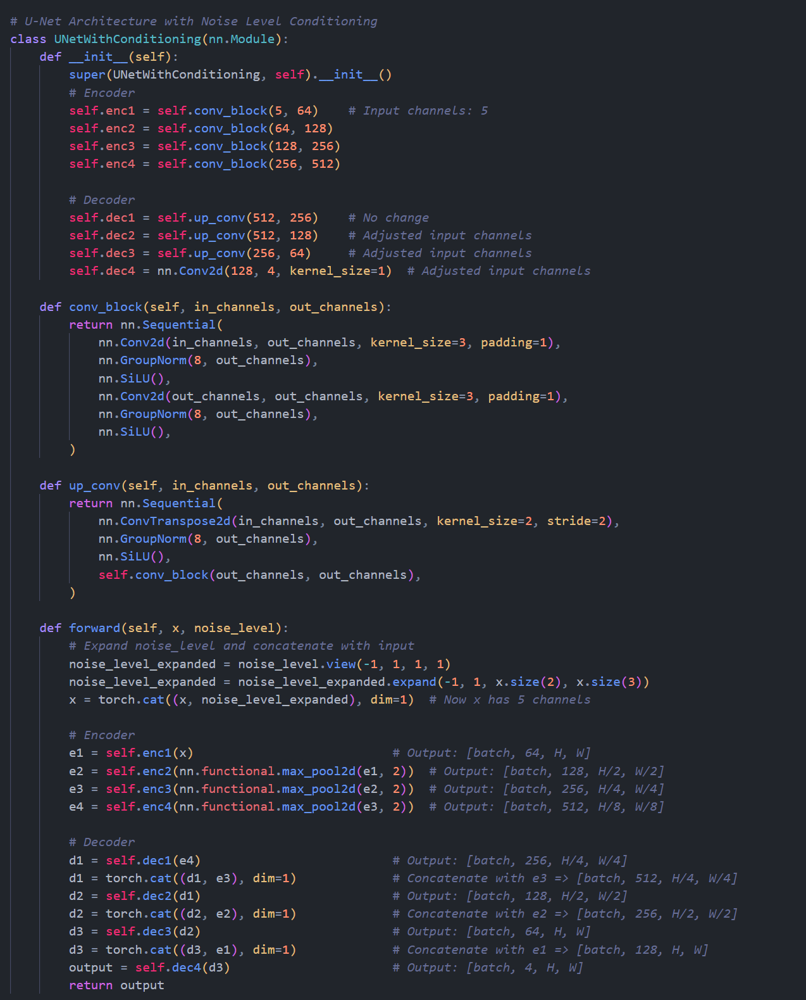 # U-Net Architecture with Noise Level Conditioning
class UNetWithConditioning(nn.Module):
    def __init__(self):
        super(UNetWithConditioning, self).__init__()
        # Encoder
        self.enc1 = self.conv_block(5, 64)    # Input channels: 5
        self.enc2 = self.conv_block(64, 128)
        self.enc3 = self.conv_block(128, 256)
        self.enc4 = self.conv_block(256, 512)

        # Decoder
        self.dec1 = self.up_conv(512, 256)    # No change
        self.dec2 = self.up_conv(512, 128)    # Adjusted input channels
        self.dec3 = self.up_conv(256, 64)     # Adjusted input channels
        self.dec4 = nn.Conv2d(128, 4, kernel_size=1)  # Adjusted input channels

    def conv_block(self, in_channels, out_channels):
        return nn.Sequential(
            nn.Conv2d(in_channels, out_channels, kernel_size=3, padding=1),
            nn.GroupNorm(8, out_channels),
            nn.SiLU(),
            nn.Conv2d(out_channels, out_channels, kernel_size=3, padding=1),
            nn.GroupNorm(8, out_channels),
            nn.SiLU(),
        )

    def up_conv(self, in_channels, out_channels):
        return nn.Sequential(
            nn.ConvTranspose2d(in_channels, out_channels, kernel_size=2, stride=2),
            nn.GroupNorm(8, out_channels),
            nn.SiLU(),
            self.conv_block(out_channels, out_channels),
        )

    def forward(self, x, noise_level):
        # Expand noise_level and concatenate with input
        noise_level_expanded = noise_level.view(-1, 1, 1, 1)
        noise_level_expanded = noise_level_expanded.expand(-1, 1, x.size(2), x.size(3))
        x = torch.cat((x, noise_level_expanded), dim=1)  # Now x has 5 channels

        # Encoder
        e1 = self.enc1(x)                           # Output: [batch, 64, H, W]
        e2 = self.enc2(nn.functional.max_pool2d(e1, 2))  # Output: [batch, 128, H/2, W/2]
        e3 = self.enc3(nn.functional.max_pool2d(e2, 2))  # Output: [batch, 256, H/4, W/4]
        e4 = self.enc4(nn.functional.max_pool2d(e3, 2))  # Output: [batch, 512, H/8, W/8]

        # Decoder
        d1 = self.dec1(e4)                          # Output: [batch, 256, H/4, W/4]
        d1 = torch.cat((d1, e3), dim=1)             # Concatenate with e3 => [batch, 512, H/4, W/4]
        d2 = self.dec2(d1)                          # Output: [batch, 128, H/2, W/2]
        d2 = torch.cat((d2, e2), dim=1)             # Concatenate with e2 => [batch, 256, H/2, W/2]
        d3 = self.dec3(d2)                          # Output: [batch, 64, H, W]
        d3 = torch.cat((d3, e1), dim=1)             # Concatenate with e1 => [batch, 128, H, W]
        output = self.dec4(d3)                      # Output: [batch, 4, H, W]
        return output